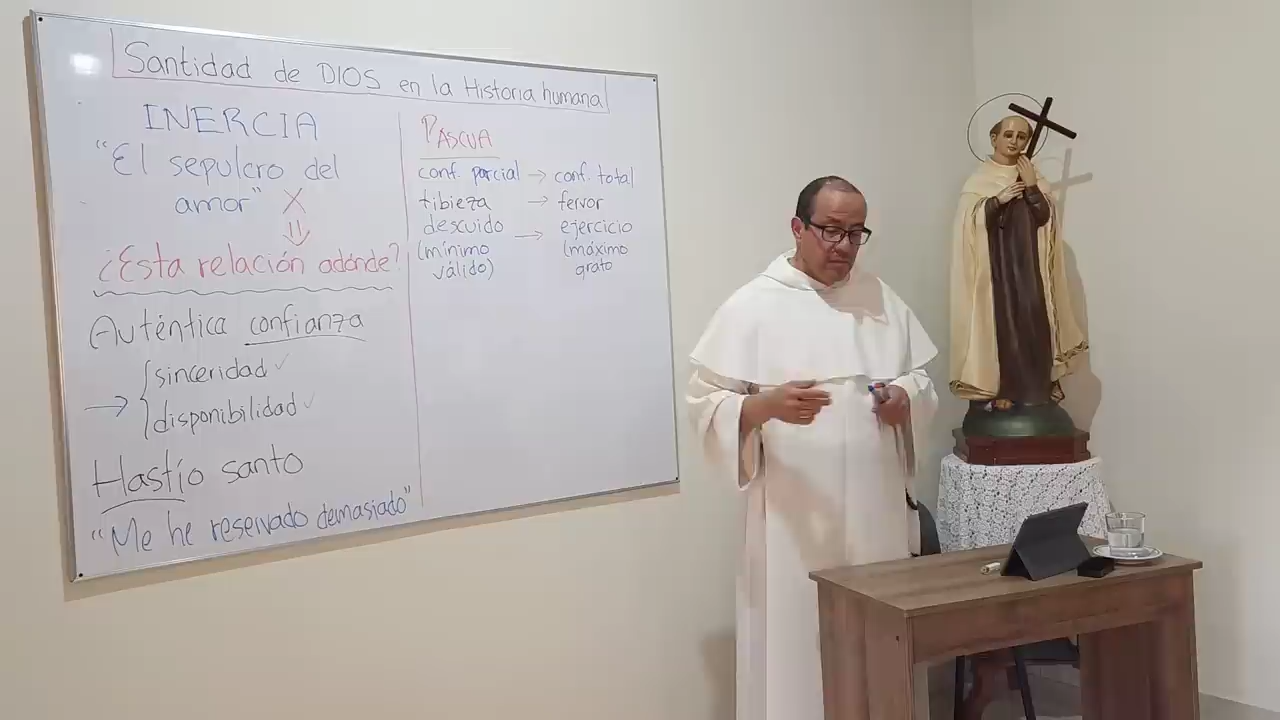 Santidad de DIOS en la Historia humana
INERCIA
"El sepulcro del
amor" X
¿Esta relación adónde?
Auténtica confianza
→ { sinceridad ✓
disponibilidad ✓
Hastío santo
"Me he reservado demasiado"
PASCUA
conf. parcial → conf. total
tibieza → fervor
descuido → ejercicio
(mínimo (máximo
válido) grato